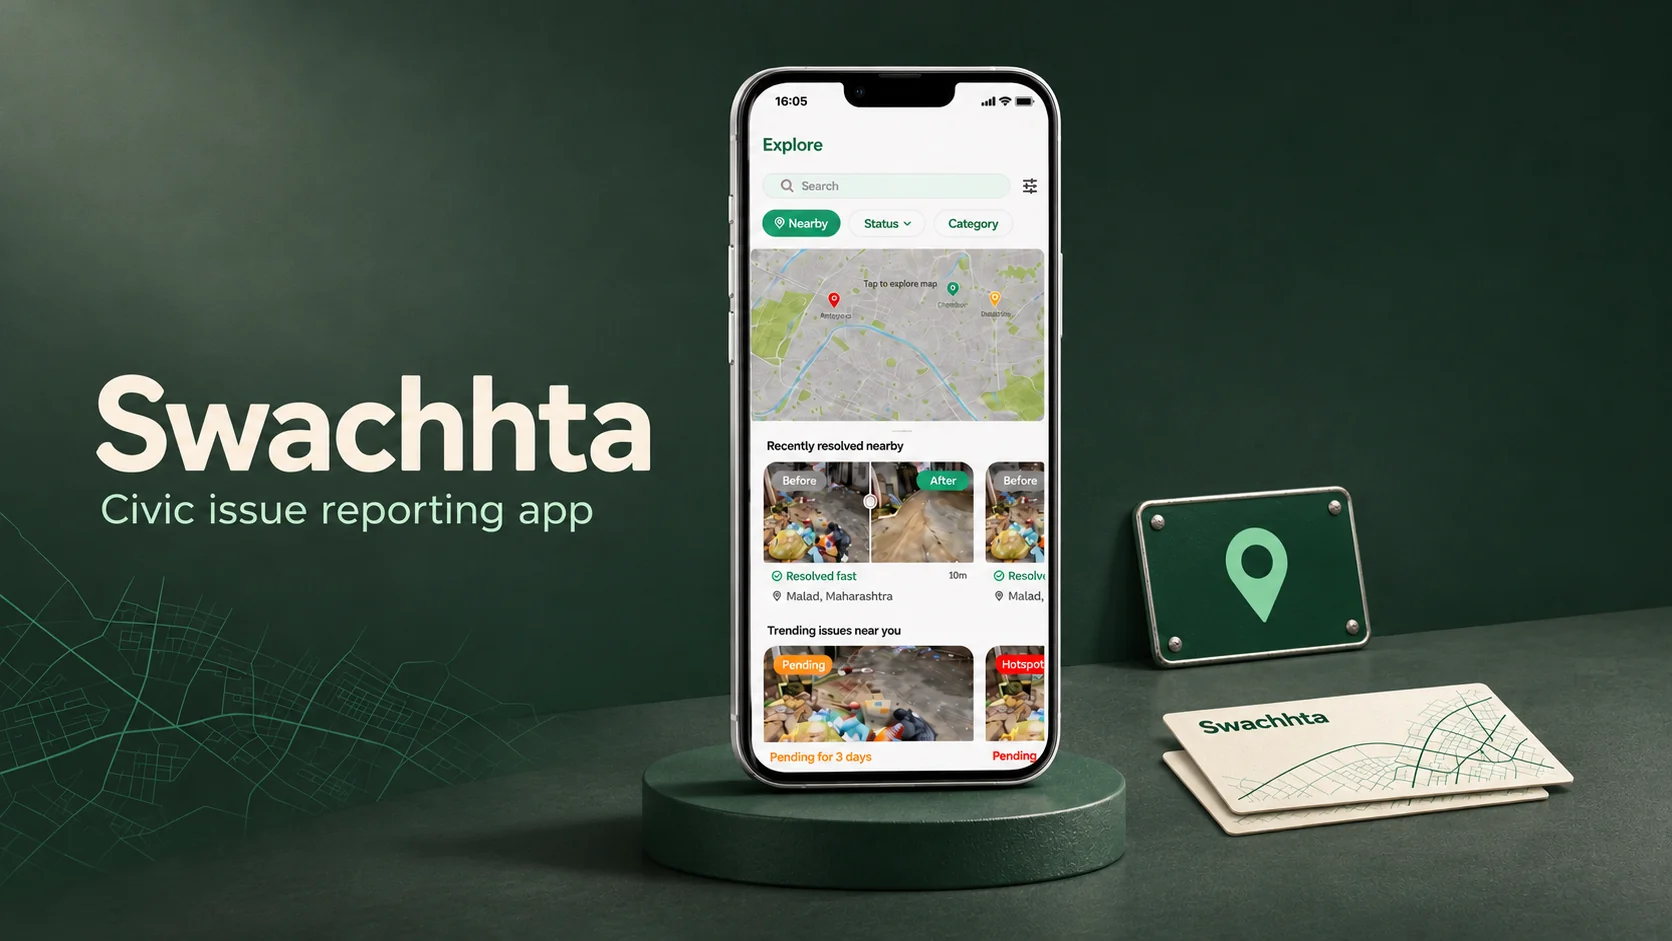 Swachhta
Civic issue reporting app
16:05
Explore
Search
Nearby
Status
Category
Tap to explore map
Recently resolved nearby
Before
After
Before
Resolved fast
10m
Malad, Maharashtra
Resolve
Malad,
Trending issues near you
Pending
Hotspot
Pending for 3 days
Pending
Swachhta